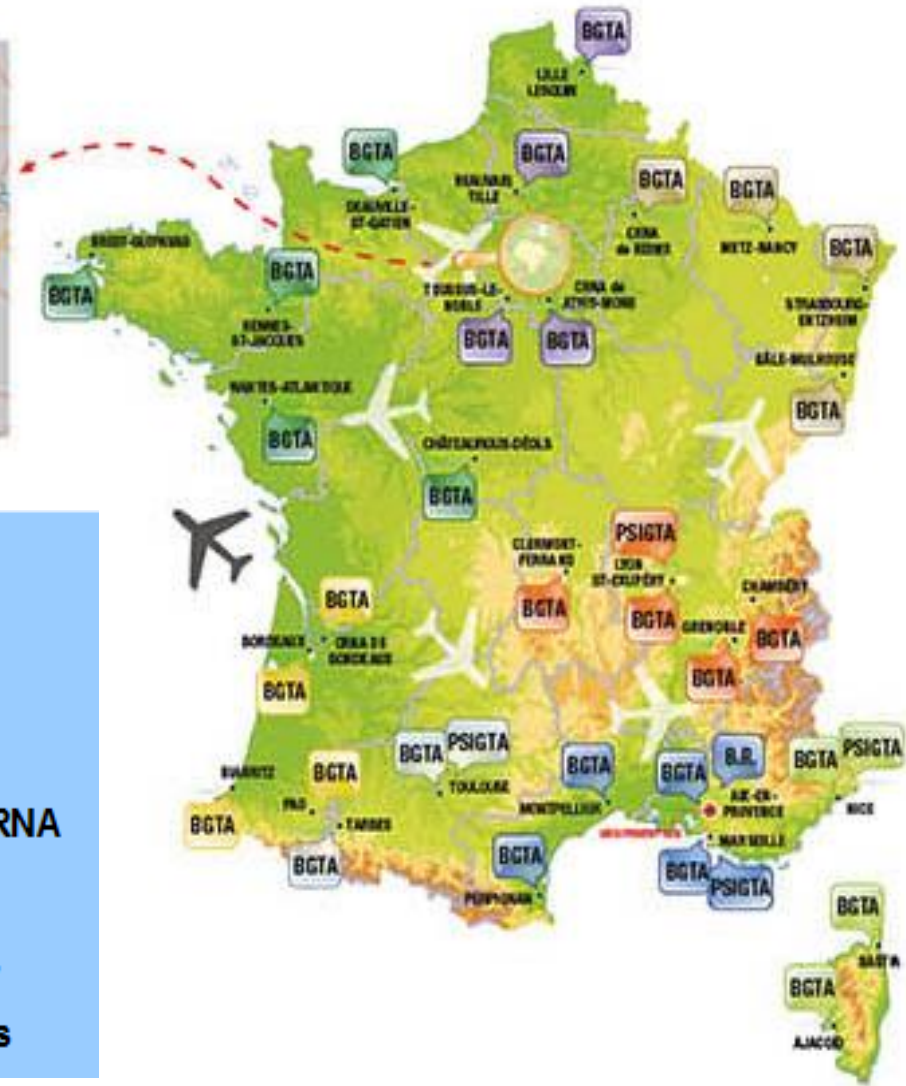 BGTA
LILLE
LESQUIN
BGTA
DEAUVILLE-
ST-GATIEN
BGTA
BEAUVAIS
TILLE
BGTA
CRNA
de REIMS
BGTA
METZ-NANCY
BGTA
STRASBOURG-
ENTZHEIM
BREST-GUIPAVAS
BGTA
BGTA
RENNES-
ST-JACQUES
TOUSSUS-LE-
NOBLE
BGTA
CRNA de
ATHIS-MONS
BGTA
BÂLE-MULHOUSE
BGTA
NANTES-ATLANTIQUE
BGTA
CHÂTEAUROUX-DÉOLS
BGTA
CLERMONT-
FERRAND
BGTA
PSIGTA
LYON
ST-EXUPÉRY
BGTA
CHAMBÉRY
BGTA
GRENOBLE
BGTA
BGTA
BORDEAUX
CRNA DE
BORDEAUX
BGTA
BIARRITZ
BGTA
BGTA
PAU
TARBES
BGTA
BGTA
PSIGTA
TOULOUSE
BGTA
MONTPELLIER
BGTA
PERPIGNAN
BGTA
B.R.
AIX-EN-
PROVENCE
MARSEILLE
BGTA
PSIGTA
BGTA
PSIGTA
NICE
BGTA
BASTIA
BGTA
AJACCIO
RNA
s